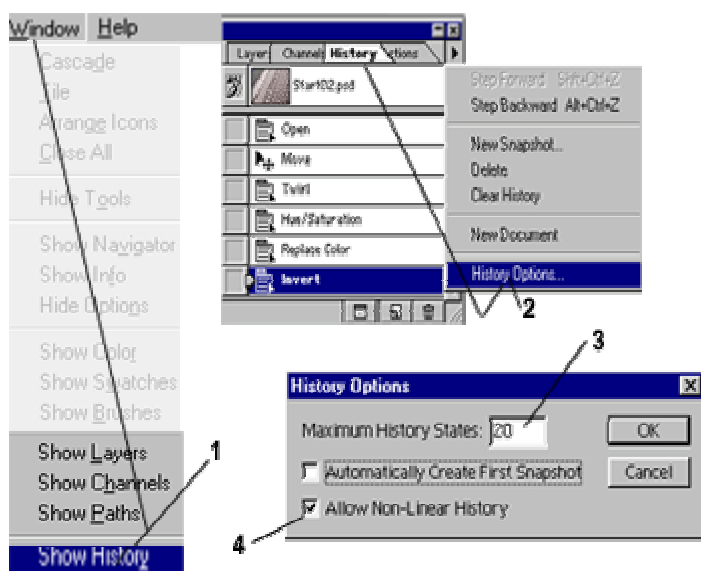 Window Help
Cascade
Tile
Arrange Icons
Close All
Hide Tools
Show Navigator
Show Info
Hide Options
Show Color
Show Swatches
Show Brushes
Show Layers
Show Channels
Show Paths
Show History
1
Layer Channels History ctions
Start02.psd
Open
Move
Twirl
Hue/Saturation
Replace Color
Invert
Step Forward Shft+Ctrl+Z
Step Backward Alt+Ctrl+Z
New Snapshot...
Delete
Clear History
New Document
History Options...
2
3
History Options
Maximum History States: 20
OK
Automatically Create First Snapshot
Cancel
Allow Non-Linear History
4